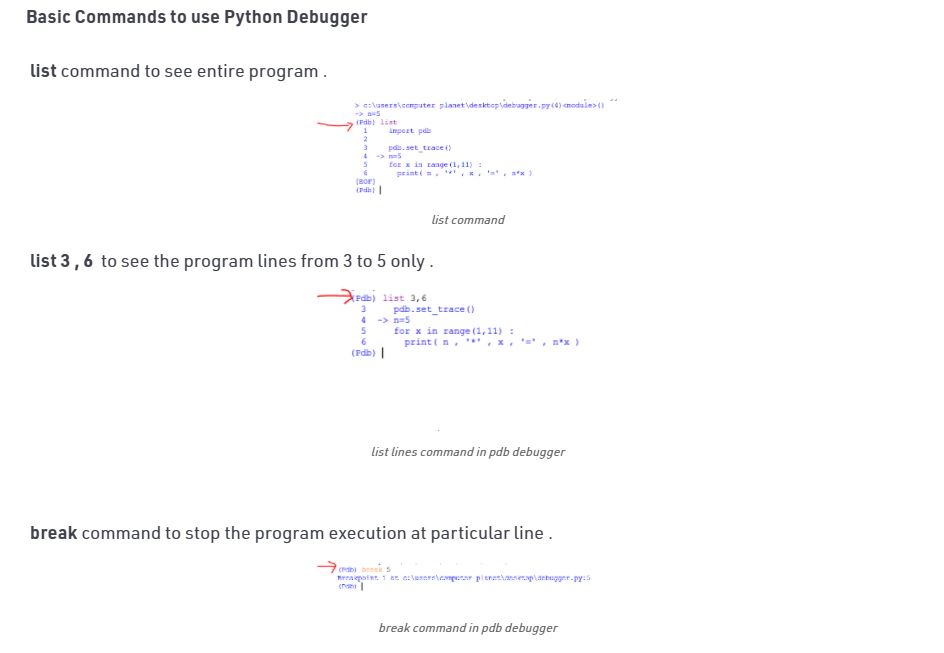 Basic Commands to use Python Debugger
list command to see entire program .
> c:\users\computer planet\desktop\debugger.py(4)<module>()
-> n=5
(Pdb) list
1 import pdb
2
3 pdb.set_trace()
4 -> n=5
5 for x in range(1,11) :
6 print( n , '*' , x , '=' , n*x )
[EOF]
(Pdb)
list command
list 3 , 6 to see the program lines from 3 to 5 only .
(Pdb) list 3,6
3 pdb.set_trace()
4 -> n=5
5 for x in range(1,11) :
6 print( n , '*' , x , '=' , n*x )
(Pdb)
list lines command in pdb debugger
break command to stop the program execution at particular line .
(Pdb) break 5
Breakpoint 1 at c:\users\computer planet\desktop\debugger.py:5
(Pdb)
break command in pdb debugger